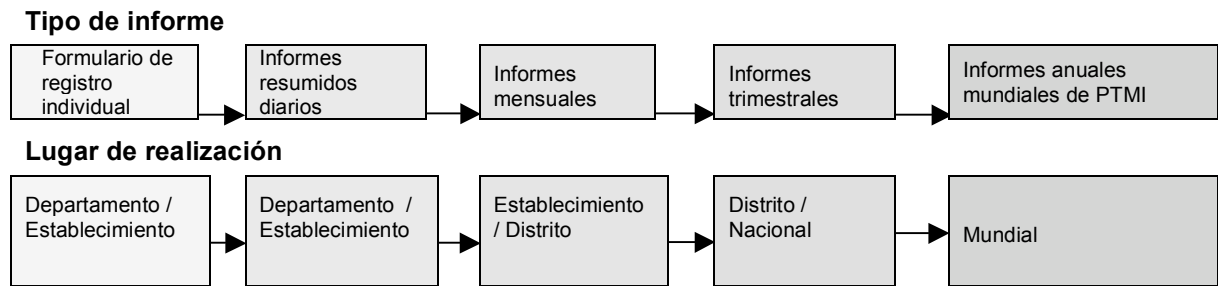 Tipo de informe
Formulario de
registro
individual
Informes
resumidos
diarios
Informes
mensuales
Informes
trimestrales
Informes anuales
mundiales de PTMI
Lugar de realización
Departamento /
Establecimiento
Departamento /
Establecimiento
Establecimiento
/ Distrito
Distrito /
Nacional
Mundial